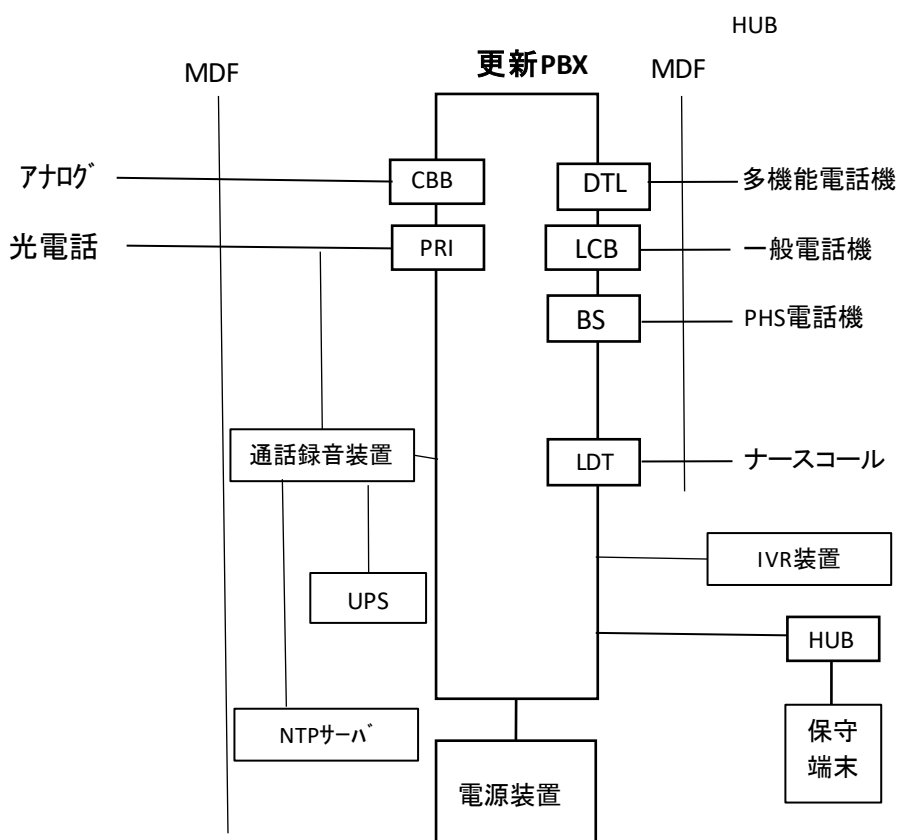 HUB
更新PBX
MDF
MDF
アナログ
CBB
DTL
多機能電話機
光電話
PRI
LCB
一般電話機
BS
PHS電話機
通話録音装置
LDT
ナースコール
IVR装置
UPS
HUB
NTPサーバ
保守
端末
電源装置